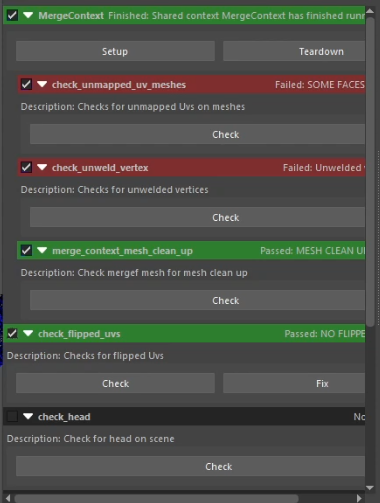 MergeContext Finished: Shared context MergeContext has finished runn
Setup Teardown
check_unmapped_uv_meshes Failed: SOME FACES
Description: Checks for unmapped Uvs on meshes
Check
check_unweld_vertex Failed: Unwelded
Description: Checks for unwelded vertices
Check
merge_context_mesh_clean_up Passed: MESH CLEAN UP
Description: Check mergef mesh for mesh clean up
Check
check_flipped_uvs Passed: NO FLIPPE
Description: Checks for flipped Uvs
Check Fix
check_head No
Description: Check for head on scene
Check